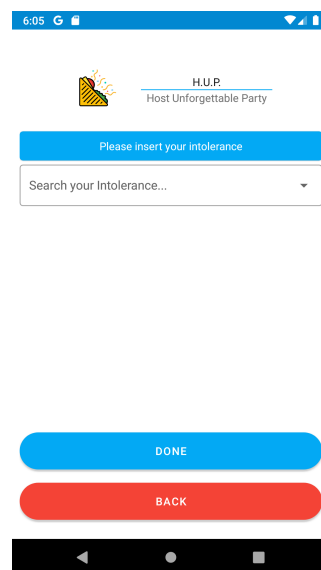 6:05 G
H.U.P.
Host Unforgettable Party
Please insert your intolerance
Search your Intolerance...
DONE
BACK